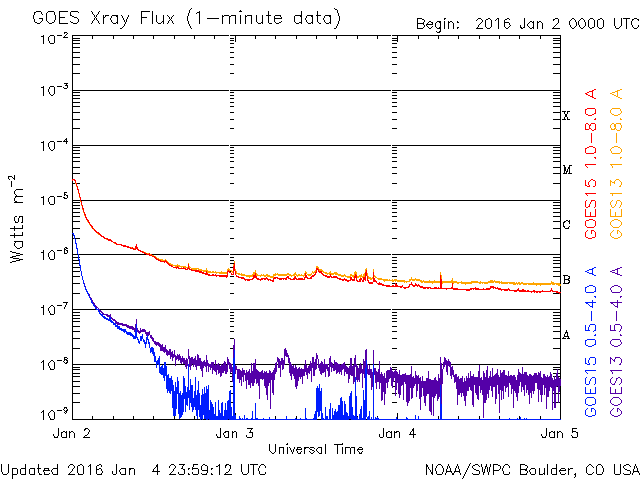 GOES Xray Flux (1-minute data)
Begin: 2016 Jan 2 0000 UTC
10-2
10-3
10-4
10-5
10-6
10-7
10-8
10-9
Watts m-2
X
M
C
B
A
GOES15 1.0-8.0 A
GOES13 1.0-8.0 A
GOES15 0.5-4.0 A
GOES13 0.5-4.0 A
Jan 2
Jan 3
Jan 4
Jan 5
Universal Time
Updated 2016 Jan 4 23:59:12 UTC
NOAA/SWPC Boulder, CO USA